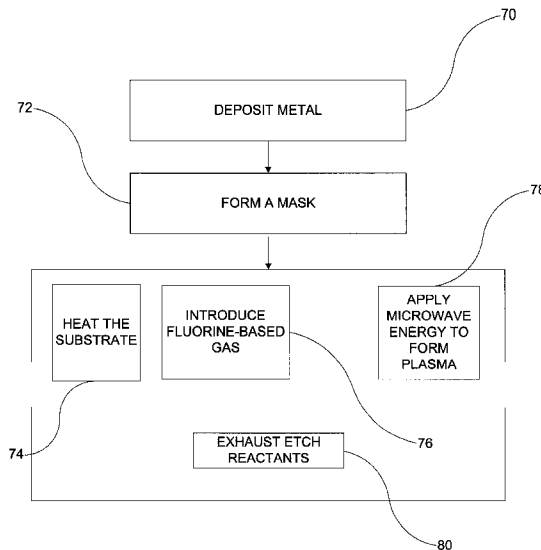 70
DEPOSIT METAL
72
FORM A MASK
78
HEAT THE
SUBSTRATE
INTRODUCE
FLUORINE-BASED
GAS
APPLY
MICROWAVE
ENERGY TO
FORM
PLASMA
74
76
EXHAUST ETCH
REACTANTS
80